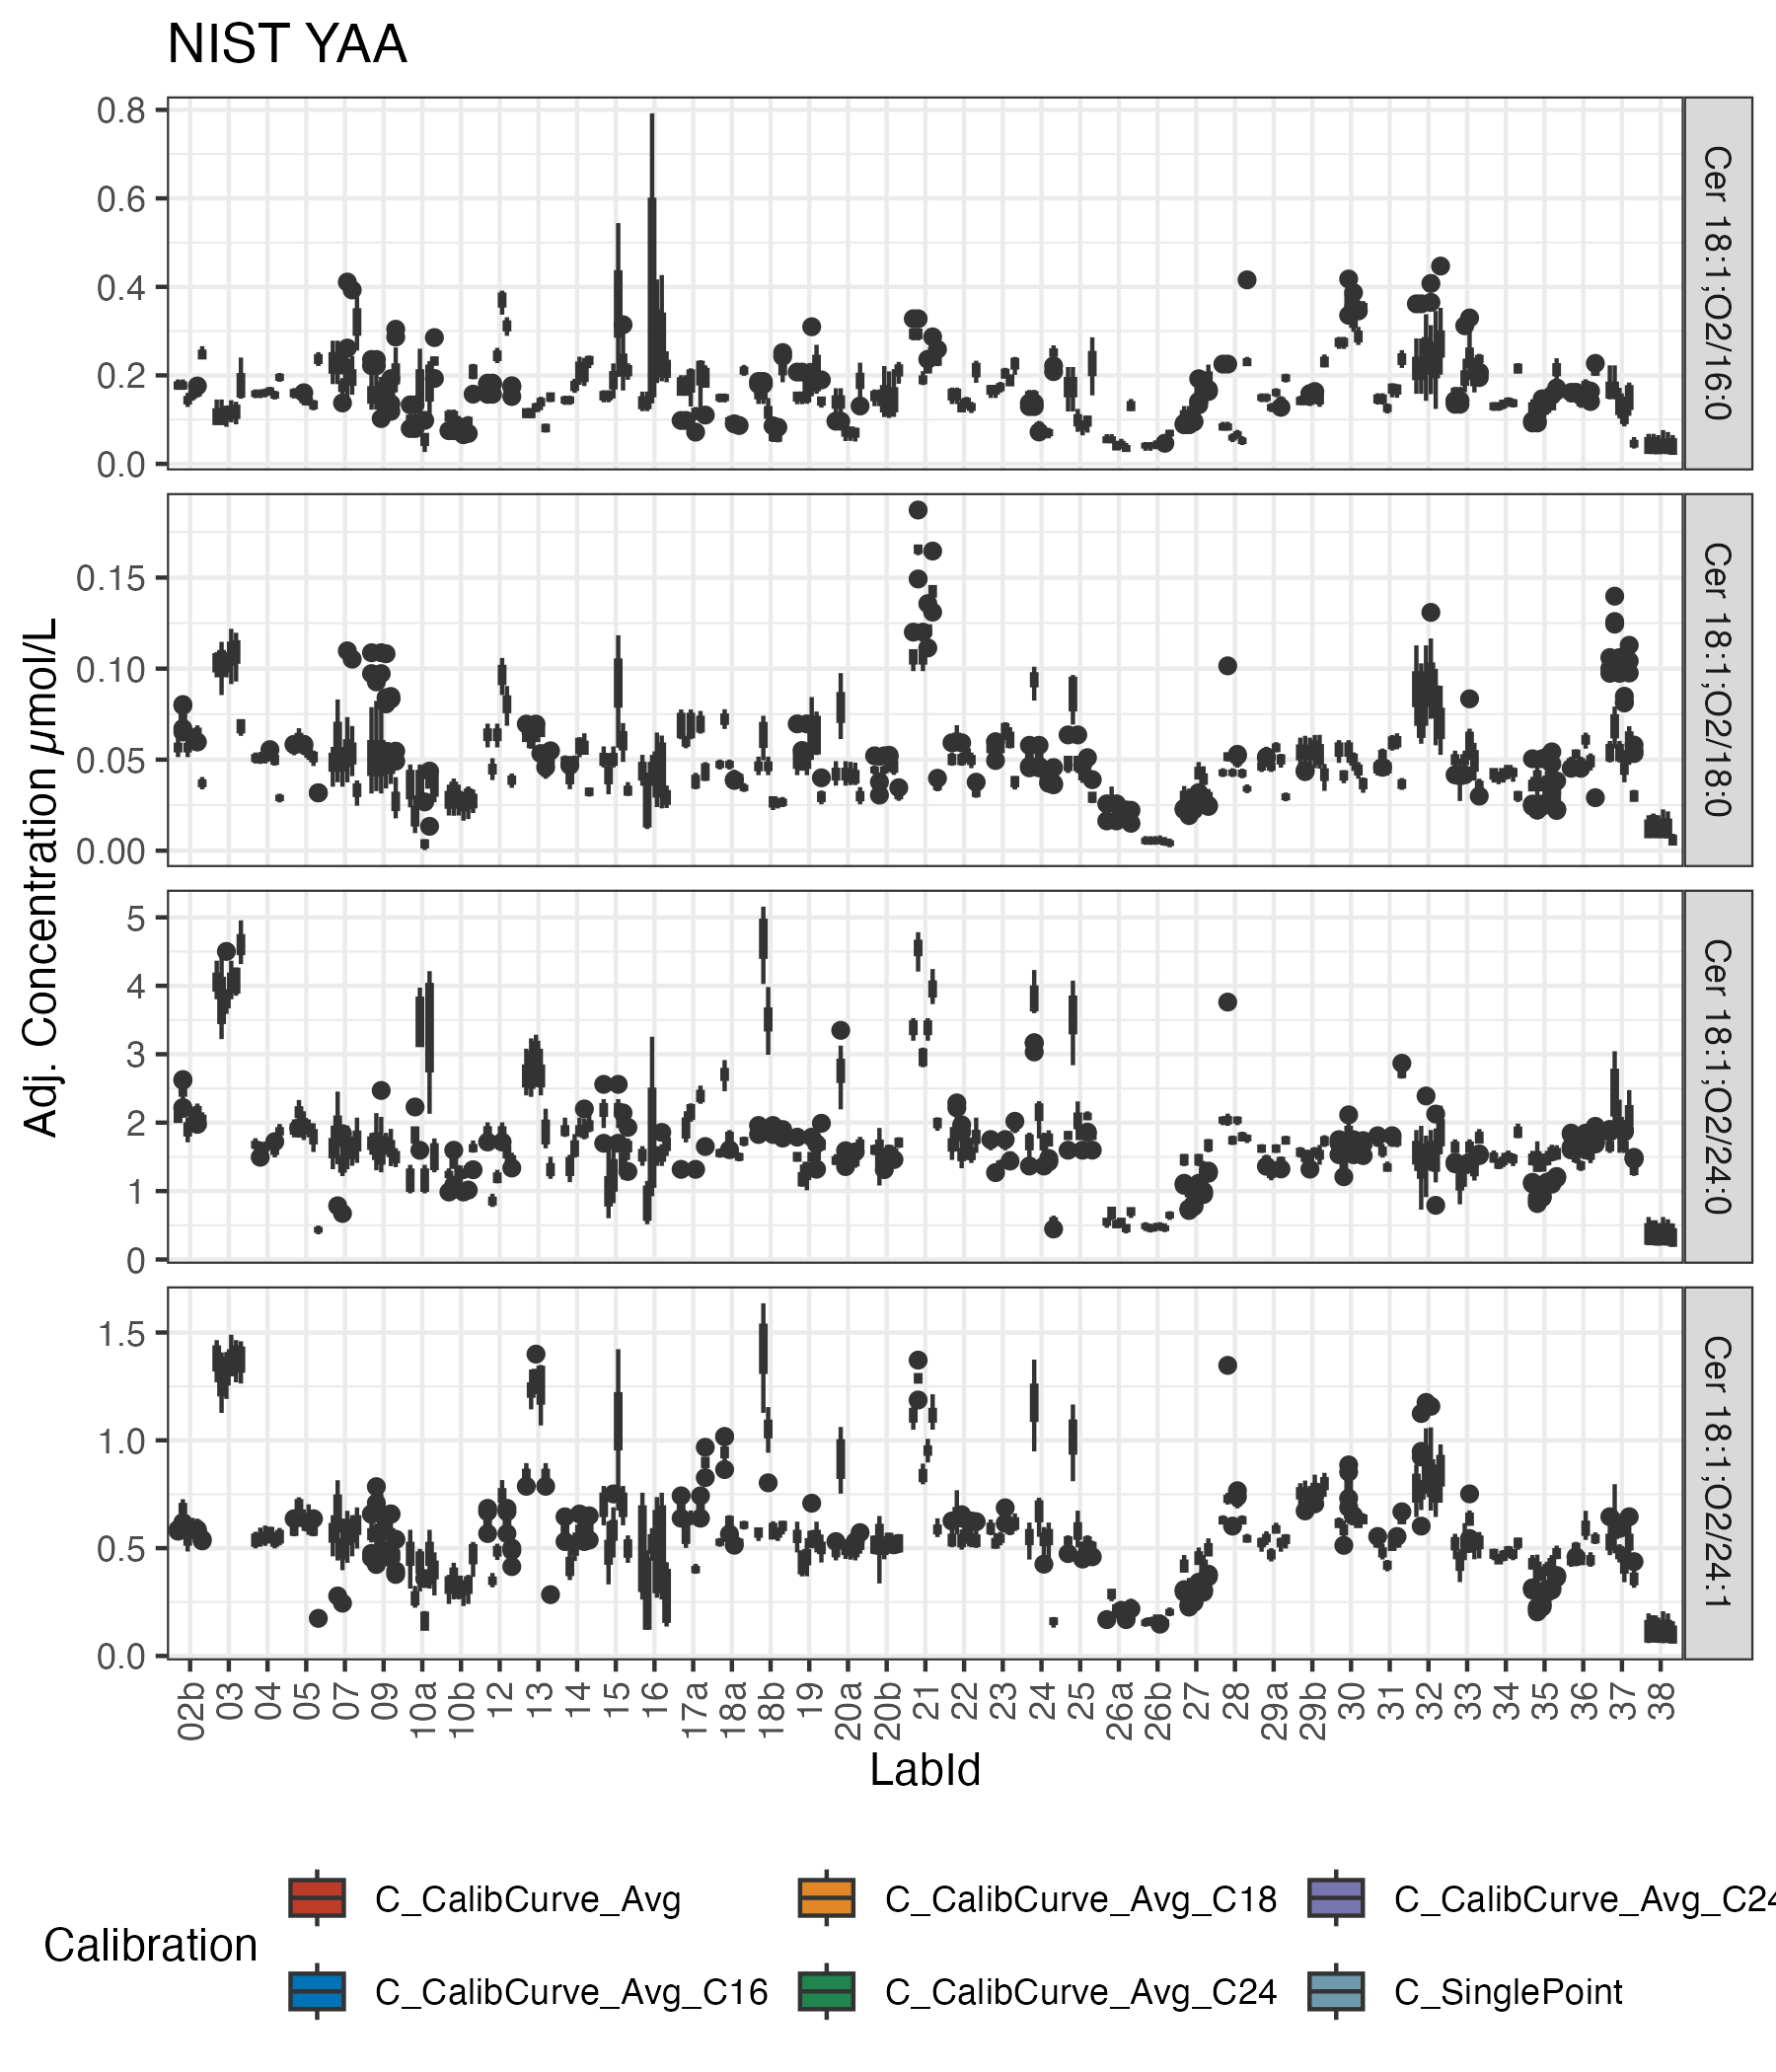 NIST YAA
Adj. Concentration µmol/L
0.8
0.6
0.4
0.2
0.0
Cer 18:1;O2/16:0
0.15
0.10
0.05
0.00
Cer 18:1;O2/18:0
5
4
3
2
1
0
Cer 18:1;O2/24:0
1.5
1.0
0.5
0.0
Cer 18:1;O2/24:1
02b 03 04 05 07 09 10a 10b 12 13 14 15 16 17a 18a 18b 19 20a 20b 21 22 23 24 25 26a 26b 27 28 29a 29b 30 31 32 33 34 35 36 37 38
LabId
Calibration
C_CalibCurve_Avg
C_CalibCurve_Avg_C18
C_CalibCurve_Avg_C24
C_CalibCurve_Avg_C16
C_CalibCurve_Avg_C24
C_SinglePoint